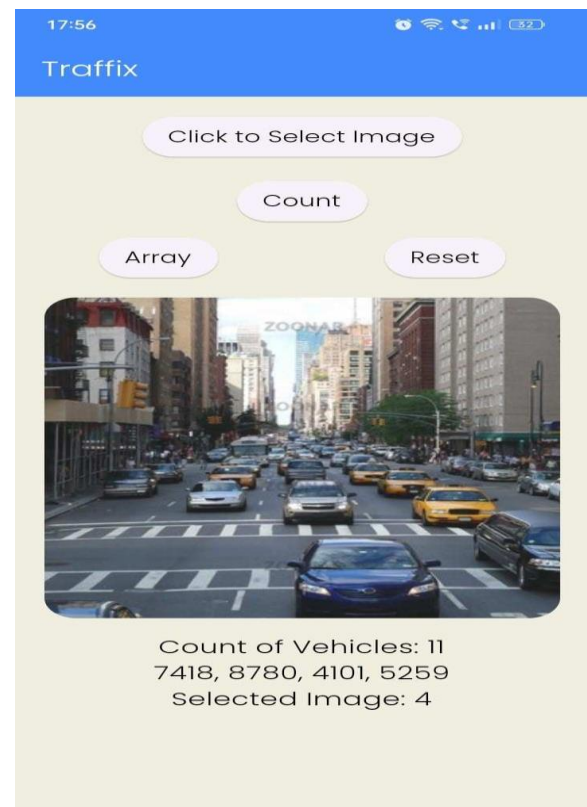 17:56
32
Traffix
Click to Select Image
Count
Array
Reset
ZOONAR
Count of Vehicles: 11
7418, 8780, 4101, 5259
Selected Image: 4